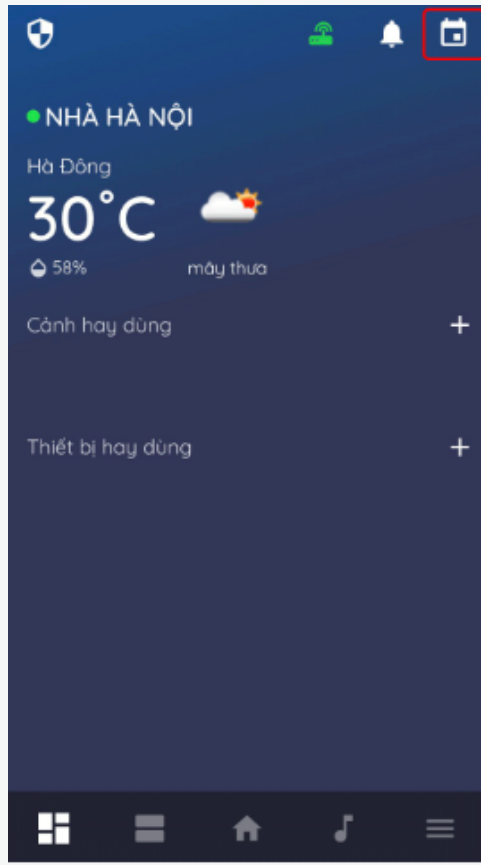 NHÀ HÀ NỘI
Hà Đông
30°C
58%
mây thưa
Cảnh hay dùng
Thiết bị hay dùng